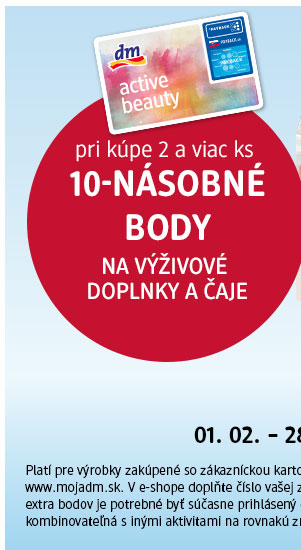 dm
active
beauty
pri kúpe 2 a viac ks
10-NÁSOBNÉ
BODY
NA VÝŽIVOVÉ
DOPLNKY A ČAJE
01. 02. – 28
Platí pre výrobky zakúpené so zákazníckou karto
www.mojadm.sk. V e-shope doplňte číslo vašej z
extra bodov je potrebné byť súčasne prihlásený
kombinovateľná s inými aktivitami na rovnakú zn